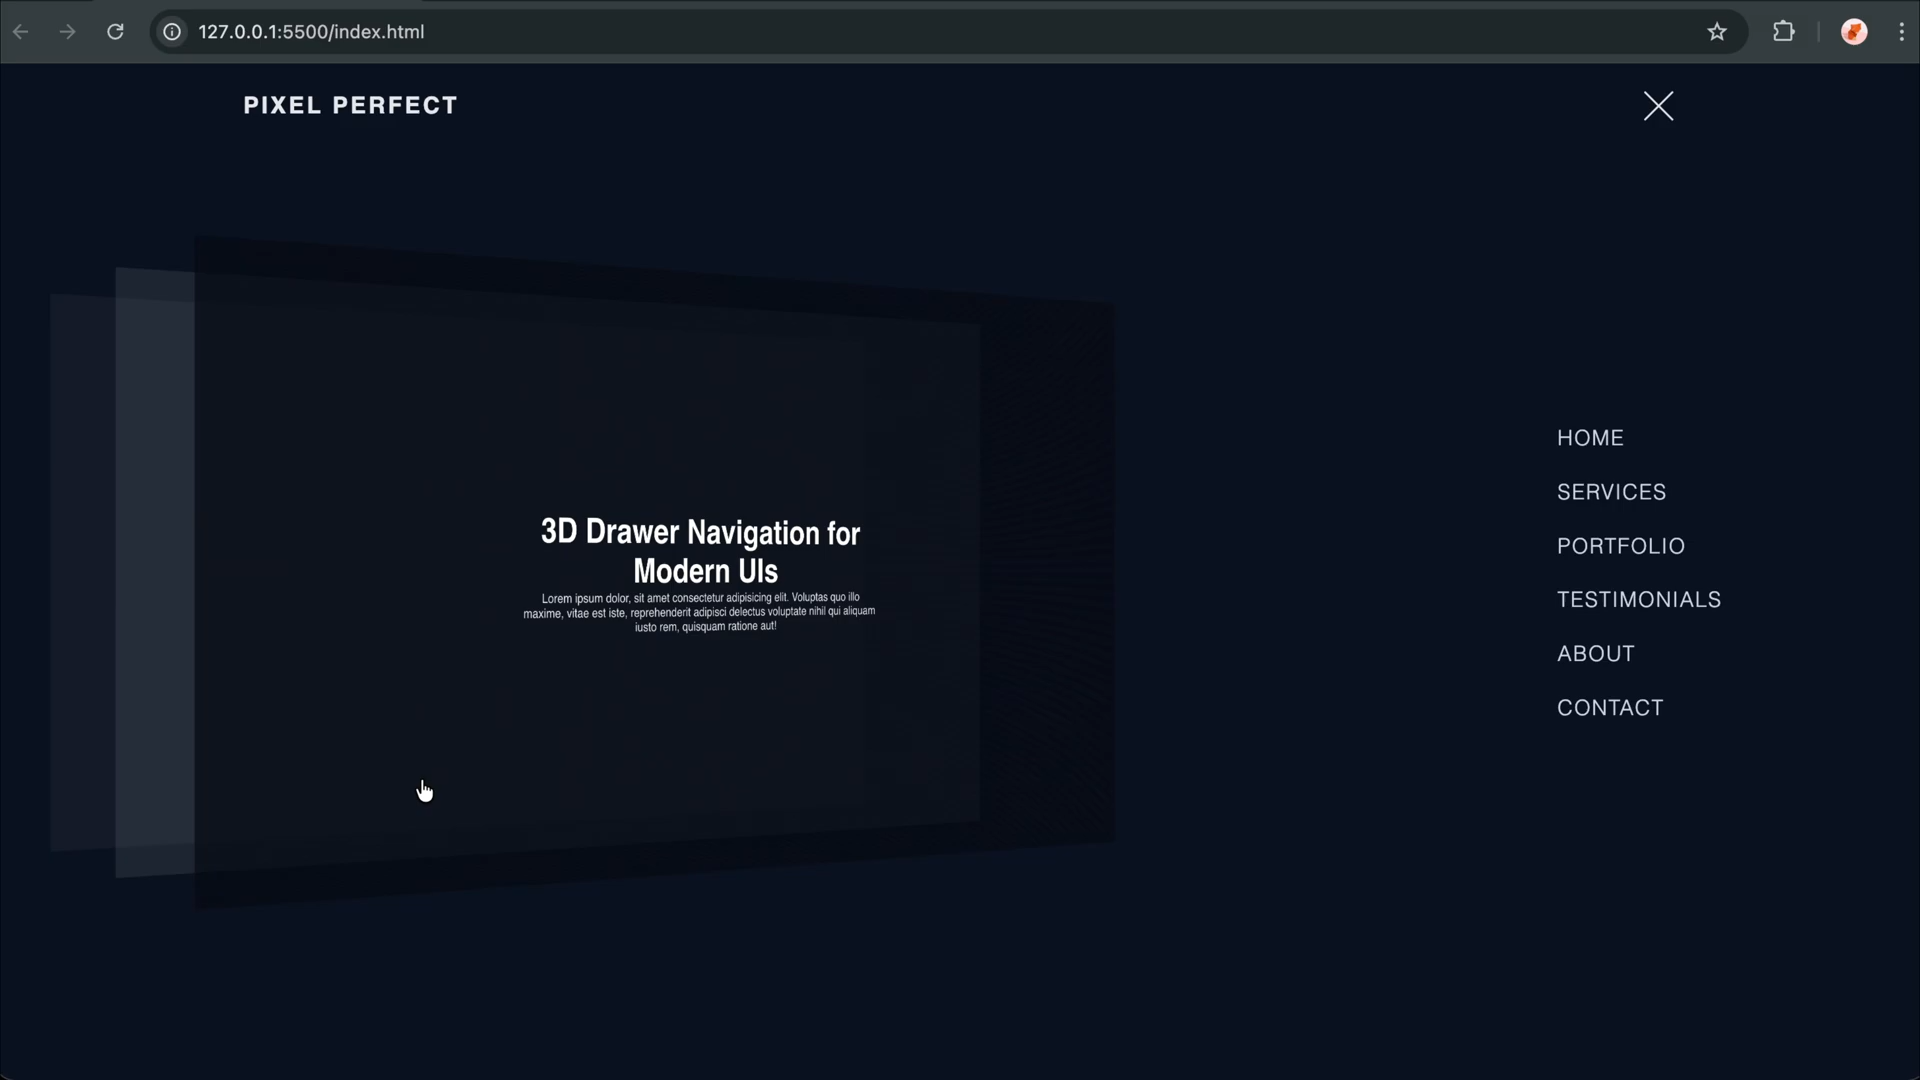 127.0.0.1:5500/index.html
PIXEL PERFECT
3D Drawer Navigation for
Modern UIs
Lorem ipsum dolor, sit amet consectetur adipisicing elit. Voluptas quo illo
maxime, vitae est iste, reprehenderit adipisci delectus voluptate nihil qui aliquam
iusto rem, quisquam ratione aut!
HOME
SERVICES
PORTFOLIO
TESTIMONIALS
ABOUT
CONTACT